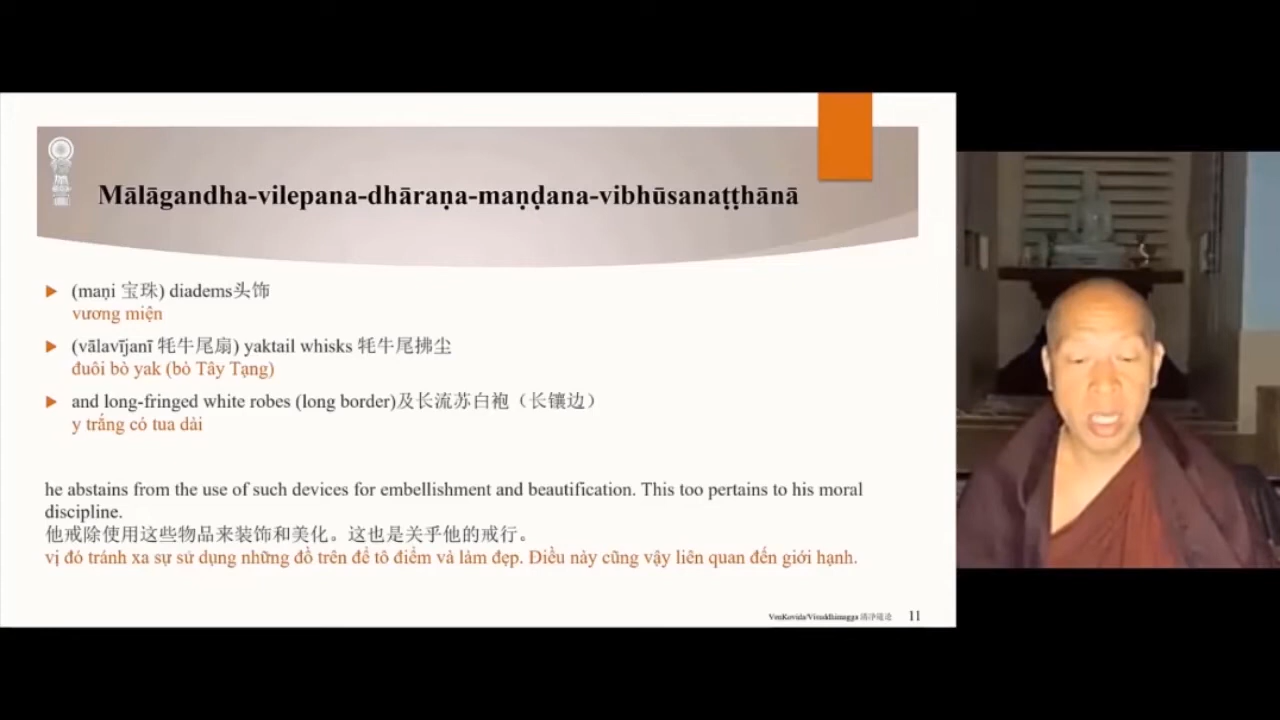 Mālāgandha-vilepana-dhāraṇa-maṇḍana-vibhūsanaṭṭhānā
(maṇi 宝珠) diadems头饰
vương miện
(vālavījanī 牦牛尾扇) yaktail whisks 牦牛尾拂尘
đuôi bò yak (bò Tây Tạng)
and long-fringed white robes (long border)及长流苏白袍（长镶边）
y trắng có tua dài
he abstains from the use of such devices for embellishment and beautification. This too pertains to his moral
discipline.
他戒除使用这些物品来装饰和美化。这也是关乎他的戒行。
vị đó tránh xa sự sử dụng những đồ trên để tô điểm và làm đẹp. Điều này cũng vậy liên quan đến giới hạnh.
VenKovida/Visuddhimagga 清净道论 11